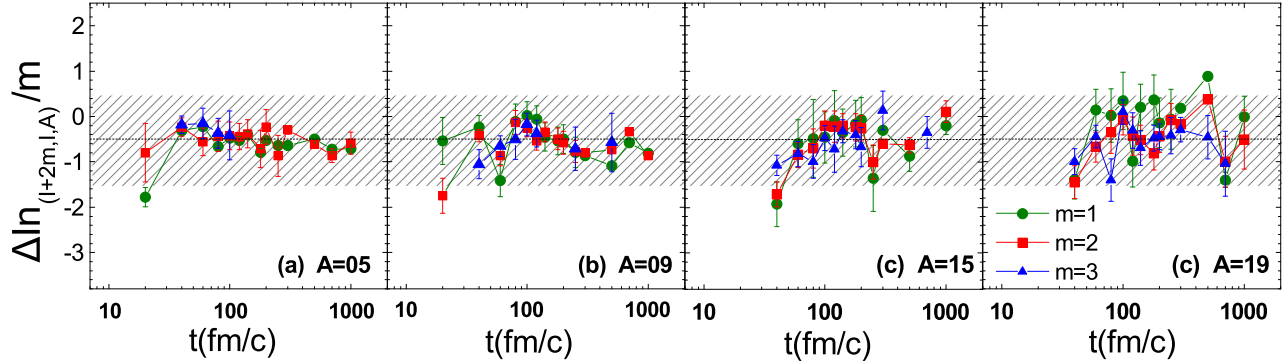 Δln(I+2m,I,A)/m
2
1
0
-1
-2
-3
(a) A=05
(b) A=09
(c) A=15
(c) A=19
m=1
m=2
m=3
10 100 1000
10 100 1000
10 100 1000
10 100 1000
t(fm/c)
t(fm/c)
t(fm/c)
t(fm/c)